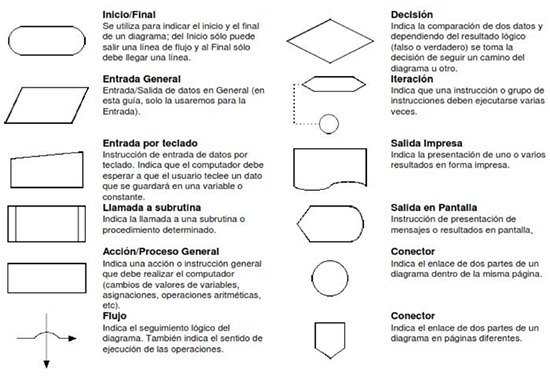 Inicio/Final
Se utiliza para indicar el inicio y el final
de un diagrama; del Inicio sólo puede
salir una línea de flujo y al Final sólo
debe llegar una línea.
Entrada General
Entrada/Salida de datos en General (en
esta guía, solo la usaremos para la
Entrada).
Entrada por teclado
Instrucción de entrada de datos por
teclado. Indica que el computador debe
esperar a que el usuario teclee un dato
que se guardará en una variable o
constante.
Llamada a subrutina
Indica la llamada a una subrutina o
procedimiento determinado.
Acción/Proceso General
Indica una acción o instrucción general
que debe realizar el computador
(cambios de valores de variables,
asignaciones, operaciones aritméticas,
etc).
Flujo
Indica el seguimiento lógico del
diagrama. También indica el sentido de
ejecución de las operaciones.
Decisión
Indica la comparación de dos datos y
dependiendo del resultado lógico
(falso o verdadero) se toma la
decisión de seguir un camino del
diagrama u otro.
Iteración
Indica que una instrucción o grupo de
instrucciones deben ejecutarse varias
veces.
Salida Impresa
Indica la presentación de uno o varios
resultados en forma impresa.
Salida en Pantalla
Instrucción de presentación de
mensajes o resultados en pantalla.
Conector
Indica el enlace de dos partes de un
diagrama dentro de la misma página.
Conector
Indica el enlace de dos partes de un
diagrama en páginas diferentes.